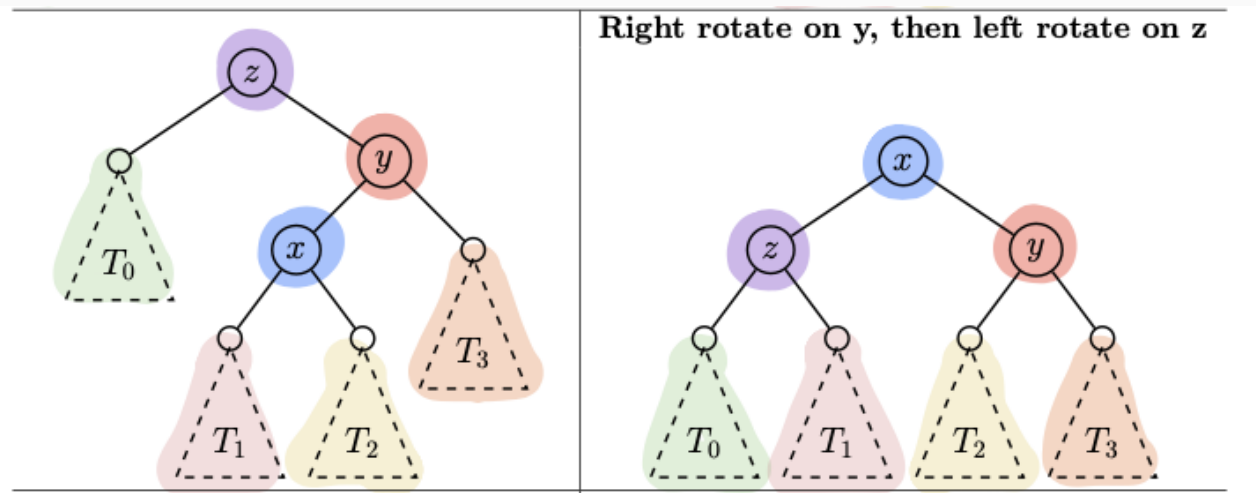 Right rotate on y, then left rotate on z
z
y
x
T0
T3
T1
T2
x
z
y
T0
T1
T2
T3